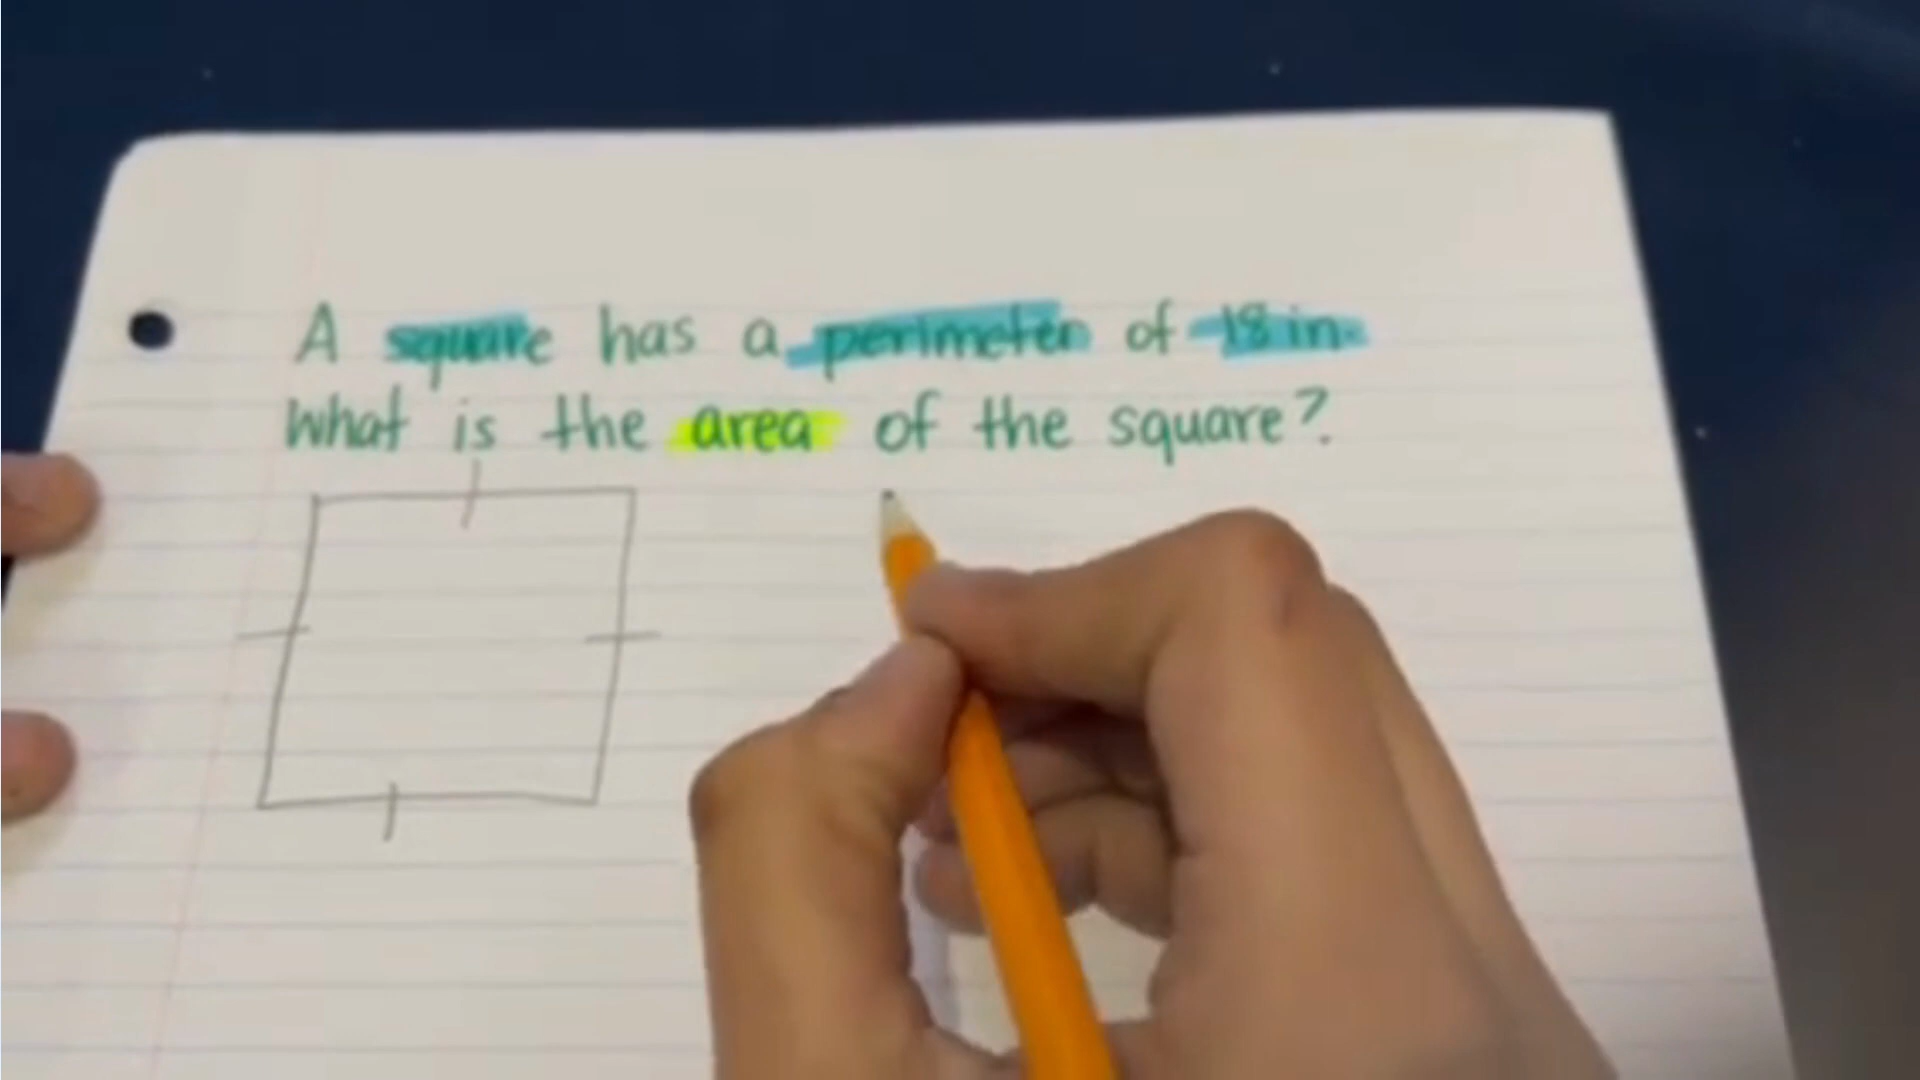 A square has a perimeter of 18 in.
What is the area of the square?